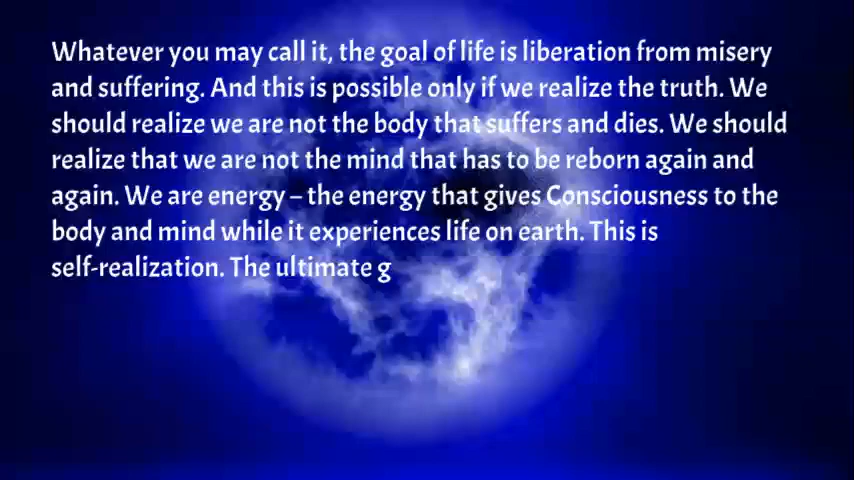 Whatever you may call it, the goal of life is liberation from misery
and suffering. And this is possible only if we realize the truth. We
should realize we are not the body that suffers and dies. We should
realize that we are not the mind that has to be reborn again and
again. We are energy – the energy that gives Consciousness to the
body and mind while it experiences life on earth. This is
self-realization. The ultimate g